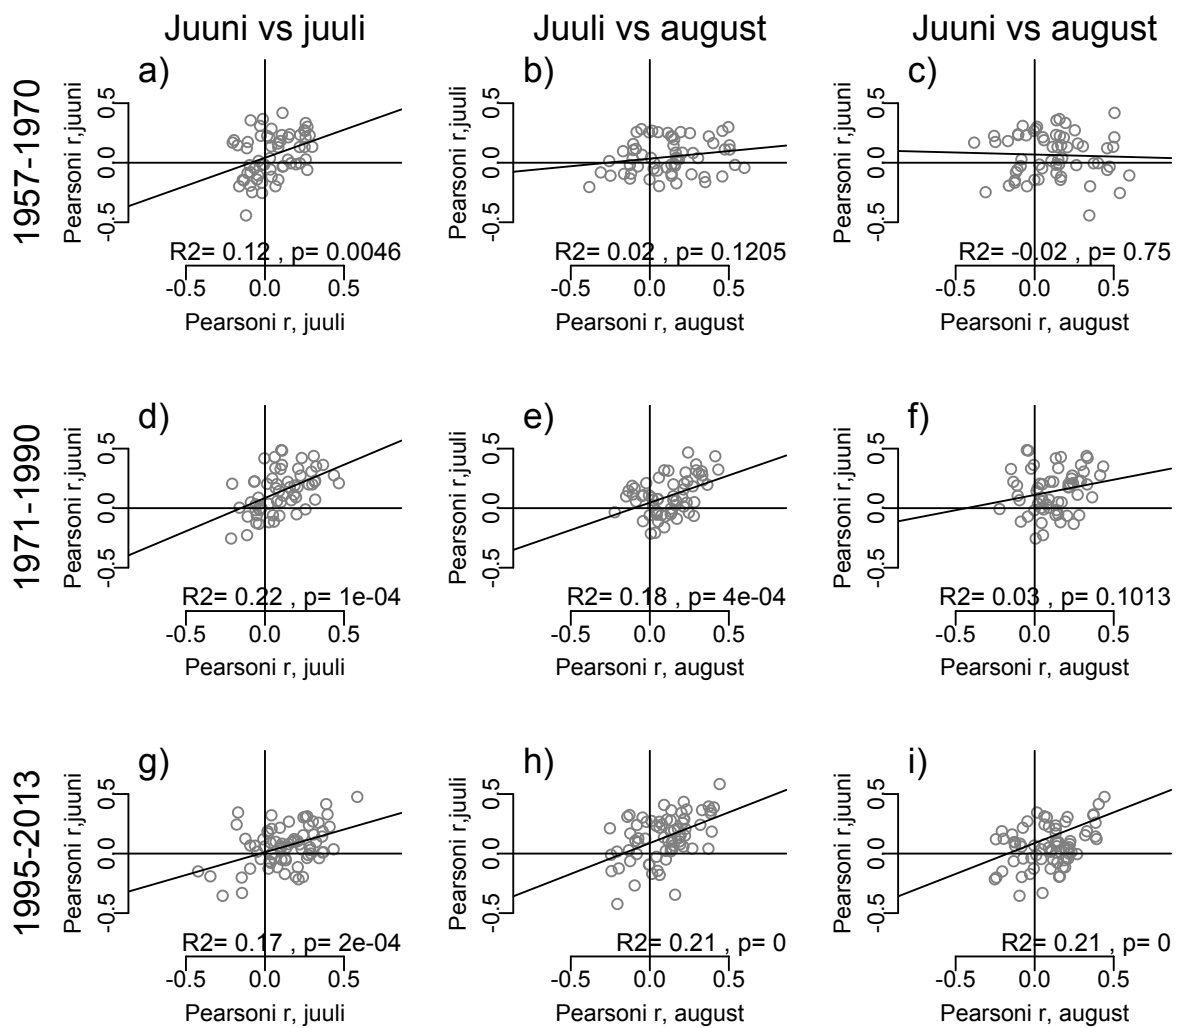 Juuni vs juuli
Juuli vs august
Juuni vs august
1957-1970
a)
Pearsoni r,juuni
0.5
0.0
-0.5
R2= 0.12 , p= 0.0046
-0.5 0.0 0.5
Pearsoni r, juuli
b)
Pearsoni r,juuli
0.5
0.0
-0.5
R2= 0.02 , p= 0.1205
-0.5 0.0 0.5
Pearsoni r, august
c)
Pearsoni r,juuni
0.5
0.0
-0.5
R2= -0.02 , p= 0.75
-0.5 0.0 0.5
Pearsoni r, august
1971-1990
d)
Pearsoni r,juuni
0.5
0.0
-0.5
R2= 0.22 , p= 1e-04
-0.5 0.0 0.5
Pearsoni r, juuli
e)
Pearsoni r,juuli
0.5
0.0
-0.5
R2= 0.18 , p= 4e-04
-0.5 0.0 0.5
Pearsoni r, august
f)
Pearsoni r,juuni
0.5
0.0
-0.5
R2= 0.03 , p= 0.1013
-0.5 0.0 0.5
Pearsoni r, august
1995-2013
g)
Pearsoni r,juuni
0.5
0.0
-0.5
R2= 0.17 , p= 2e-04
-0.5 0.0 0.5
Pearsoni r, juuli
h)
Pearsoni r,juuli
0.5
0.0
-0.5
R2= 0.21 , p= 0
-0.5 0.0 0.5
Pearsoni r, august
i)
Pearsoni r,juuni
0.5
0.0
-0.5
R2= 0.21 , p= 0
-0.5 0.0 0.5
Pearsoni r, august